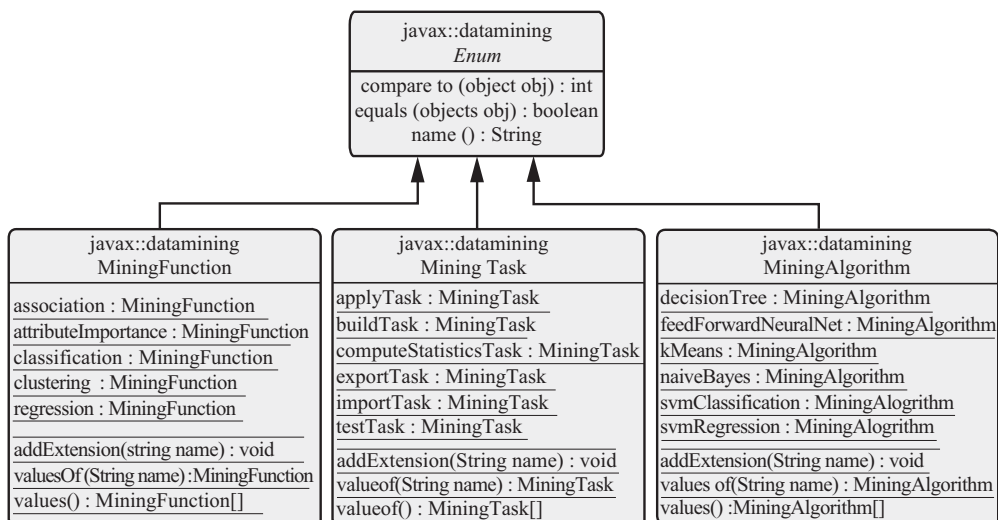 javax::datamining
Enum
compare to (object obj) : int
equals (objects obj) : boolean
name () : String
javax::datamining
MiningFunction
association : MiningFunction
attributeImportance : MiningFunction
classification : MiningFunction
clustering : MiningFunction
regression : MiningFunction
addExtension(string name) : void
valuesOf (String name) :MiningFunction
values() : MiningFunction[]
javax::datamining
Mining Task
applyTask : MiningTask
buildTask : MiningTask
computeStatisticsTask : MiningTask
exportTask : MiningTask
importTask : MiningTask
testTask : MiningTask
addExtension(String name) : void
valueof(String name) : MiningTask
valueof() : MiningTask[]
javax::datamining
MiningAlgorithm
decisionTree : MiningAlgorithm
feedForwardNeuralNet : MiningAlgorithm
kMeans : MiningAlgorithm
naiveBayes : MiningAlgorithm
svmClassification : MiningAlogrithm
svmRegression : MiningAlogrithm
addExtension(String name) : void
values of(String name) : MiningAlgorithm
values() :MiningAlgorithm[]